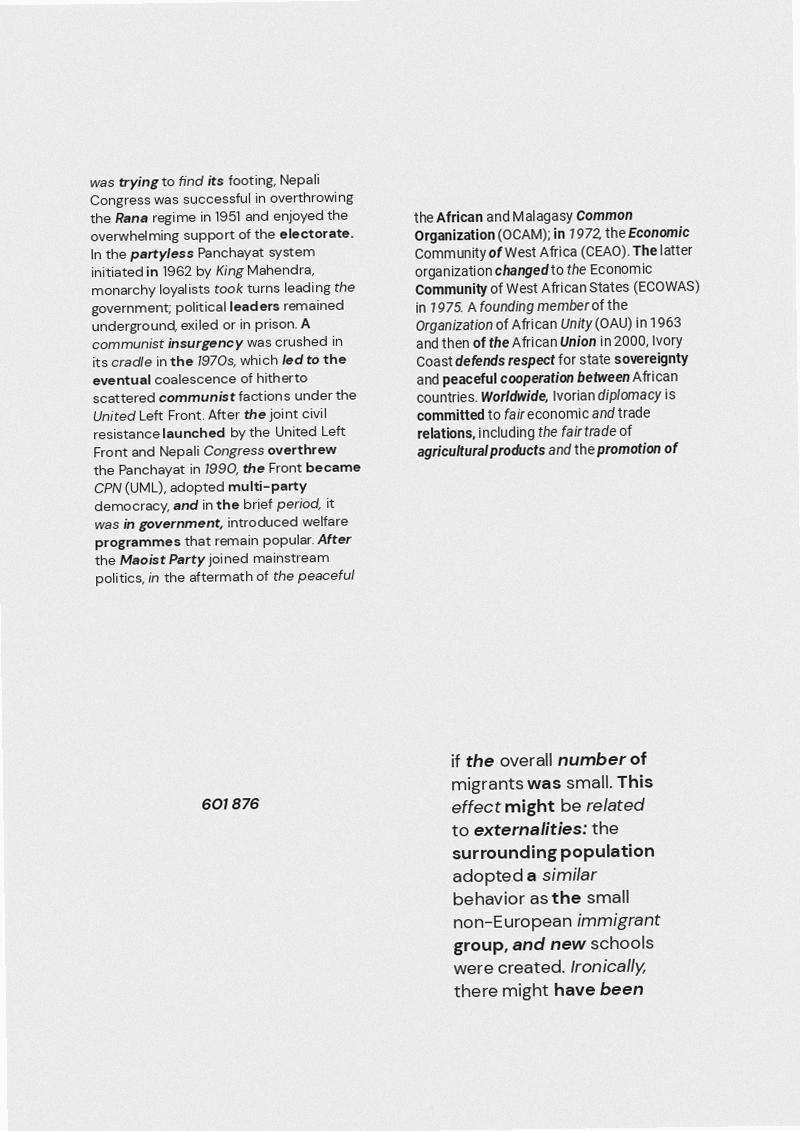 was trying to find its footing, Nepali
Congress was successful in overthrowing
the Rana regime in 1951 and enjoyed the
overwhelming support of the electorate.
In the partyless Panchayat system
initiated in 1962 by King Mahendra,
monarchy loyalists took turns leading the
government; political leaders remained
underground, exiled or in prison. A
communist insurgency was crushed in
its cradle in the 1970s, which led to the
eventual coalescence of hitherto
scattered communist factions under the
United Left Front. After the joint civil
resistance launched by the United Left
Front and Nepali Congress overthrew
the Panchayat in 1990, the Front became
CPN (UML), adopted multi-party
democracy, and in the brief period, it
was in government, introduced welfare
programmes that remain popular. After
the Maoist Party joined mainstream
politics, in the aftermath of the peaceful
the African and Malagasy Common
Organization (OCAM); in 1972, the Economic
Community of West Africa (CEAO). The latter
organization changed to the Economic
Community of West African States (ECOWAS)
in 1975. A founding member of the
Organization of African Unity (OAU) in 1963
and then of the African Union in 2000, Ivory
Coast defends respect for state sovereignty
and peaceful cooperation between African
countries. Worldwide, Ivorian diplomacy is
committed to fair economic and trade
relations, including the fair trade of
agricultural products and the promotion of
601 876
if the overall number of
migrants was small. This
effect might be related
to externalities: the
surrounding population
adopted a similar
behavior as the small
non-European immigrant
group, and new schools
were created. Ironically,
there might have been